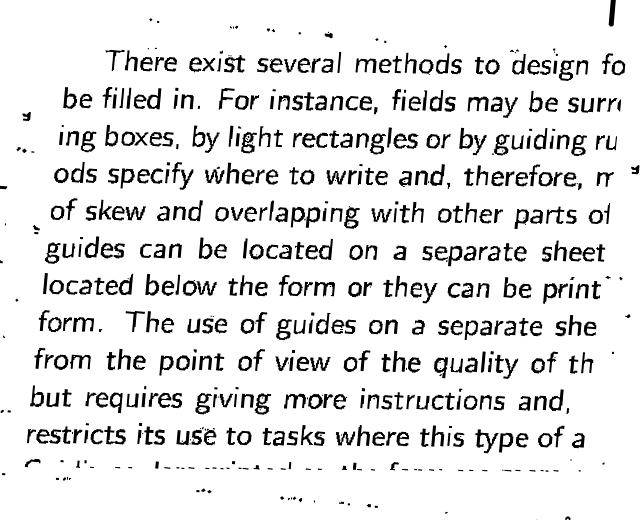 There exist several methods to design fo
be filled in. For instance, fields may be surr
ing boxes, by light rectangles or by guiding ru
ods specify where to write and, therefore, m
of skew and overlapping with other parts of
guides can be located on a separate sheet
located below the form or they can be print
form. The use of guides on a separate she
from the point of view of the quality of th
but requires giving more instructions and,
restricts its use to tasks where this type of a